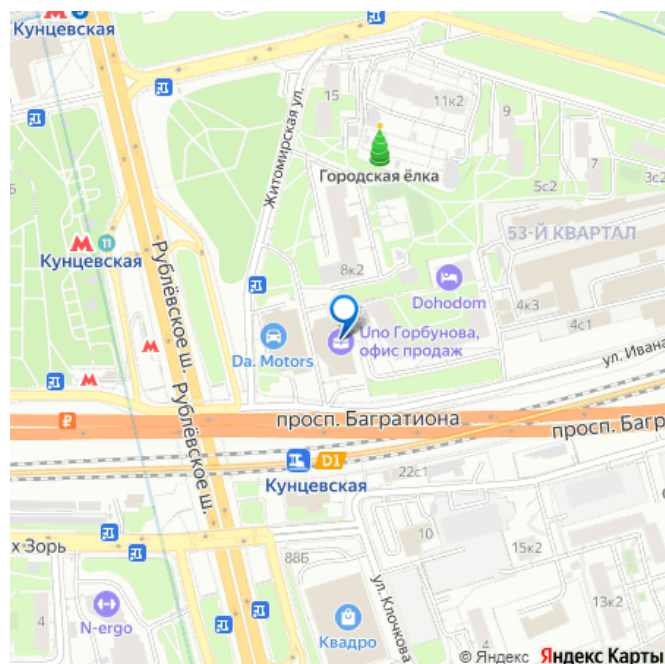 Кунцевская
15
11к2
9
Житомирская ул.
Городская ёлка
7
5с2
3с2
53-Й КВАРТАЛ
11
Кунцевская
Рублёвское ш.
8к2
Dohodom
4к3
4с1
Uno Горбунова,
офис продаж
Da. Motors
ул. Ивана
Рублёвское ш.
₽
просп. Багратиона
просп. Баг
D1
Кунцевская
22с1
10
х Зорь
88Б
15к2
ул. Клочкова
4
N-ergo
Квадро
13к2
© Яндекс Яндекс Карты